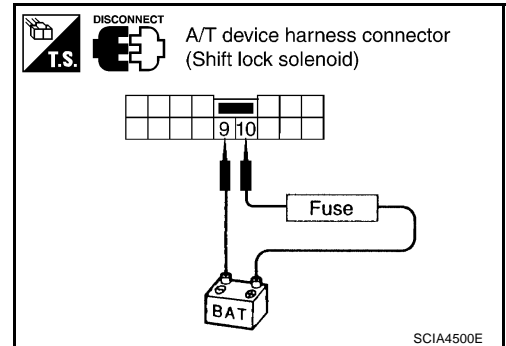 DISCONNECT
T.S.
A/T device harness connector
(Shift lock solenoid)
9 10
Fuse
BAT
SCIA4500E